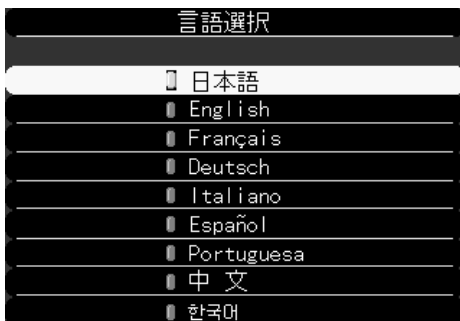 言語選択
日本語
English
Français
Deutsch
Italiano
Español
Portuguesa
中 文
한국어